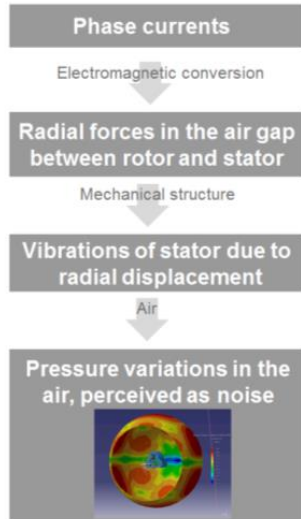 Phase currents
Electromagnetic conversion
Radial forces in the air gap
between rotor and stator
Mechanical structure
Vibrations of stator due to
radial displacement
Air
Pressure variations in the
air, perceived as noise